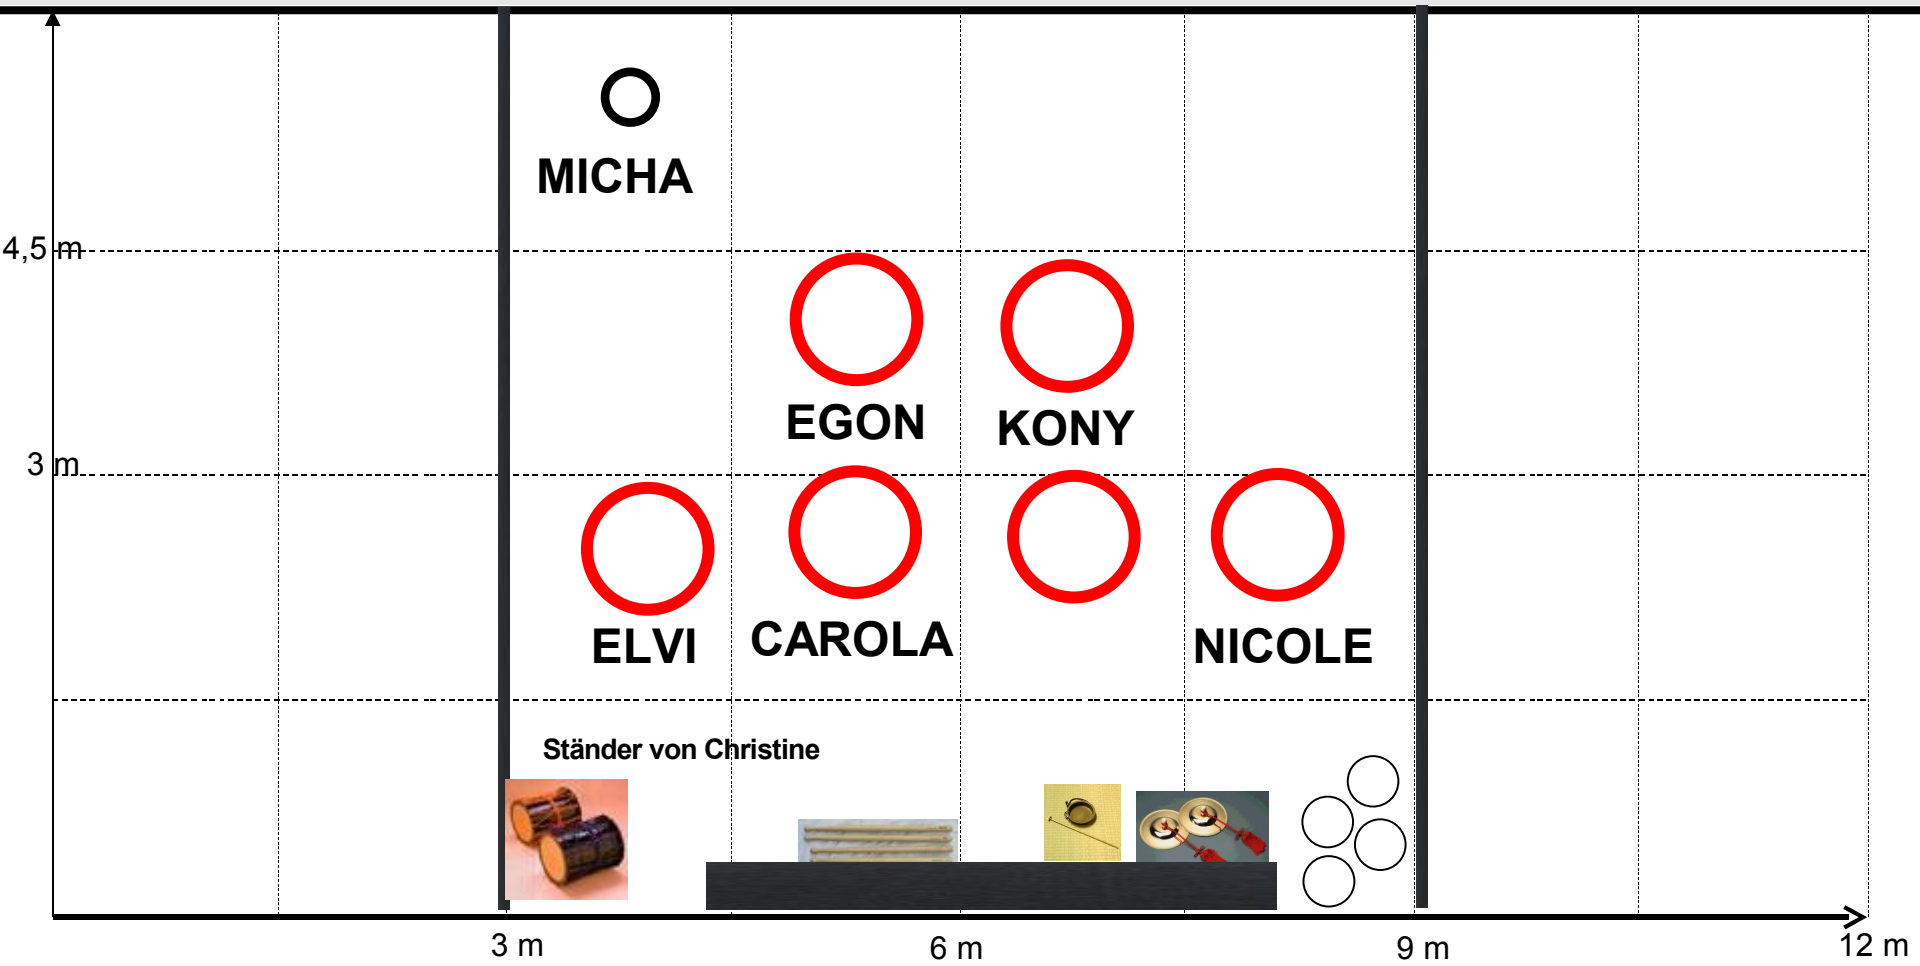 MICHA
4,5 m
EGON
KONY
3 m
ELVI
CAROLA
NICOLE
Ständer von Christine
3 m
6 m
9 m
12 m